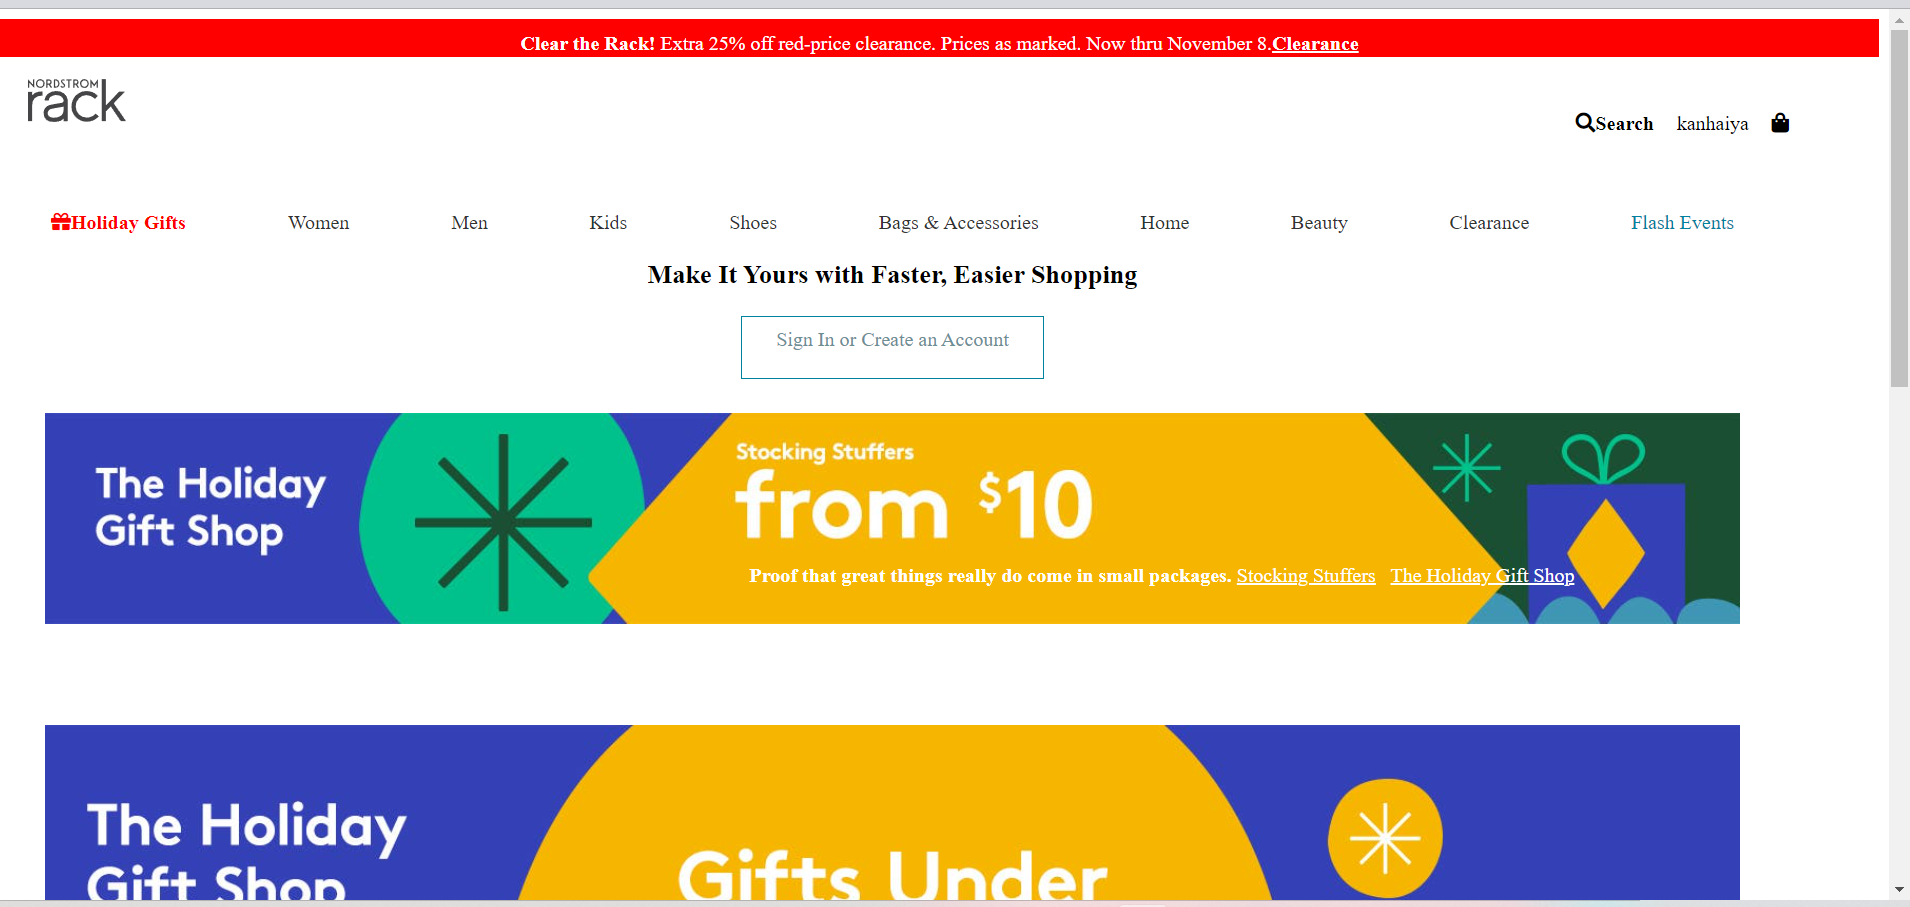 Clear the Rack! Extra 25% off red-price clearance. Prices as marked. Now thru November 8.Clearance
NORDSTROM
rack
Search kanhaiya
Holiday Gifts Women Men Kids Shoes Bags & Accessories Home Beauty Clearance Flash Events
Make It Yours with Faster, Easier Shopping
Sign In or Create an Account
The Holiday
Gift Shop
Stocking Stuffers
from $10
Proof that great things really do come in small packages. Stocking Stuffers The Holiday Gift Shop
The Holiday
Gift Shop
Gifts Under